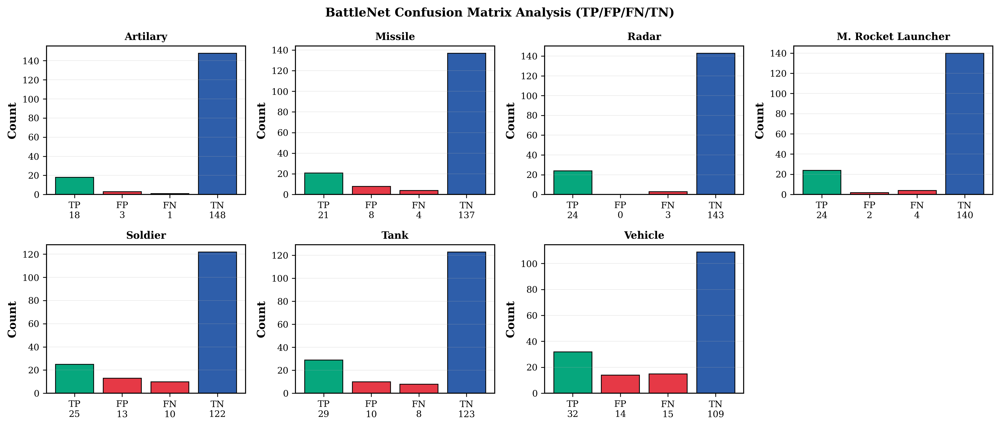 BattleNet Confusion Matrix Analysis (TP/FP/FN/TN)
Artilary
Count
140
120
100
80
60
40
20
0
TP FP FN TN
18 3 1 148
Missile
Count
140
120
100
80
60
40
20
0
TP FP FN TN
21 8 4 137
Radar
Count
140
120
100
80
60
40
20
0
TP FP FN TN
24 0 3 143
M. Rocket Launcher
Count
140
120
100
80
60
40
20
0
TP FP FN TN
24 2 4 140
Soldier
Count
120
100
80
60
40
20
0
TP FP FN TN
25 13 10 122
Tank
Count
120
100
80
60
40
20
0
TP FP FN TN
29 10 8 123
Vehicle
Count
100
80
60
40
20
0
TP FP FN TN
32 14 15 109